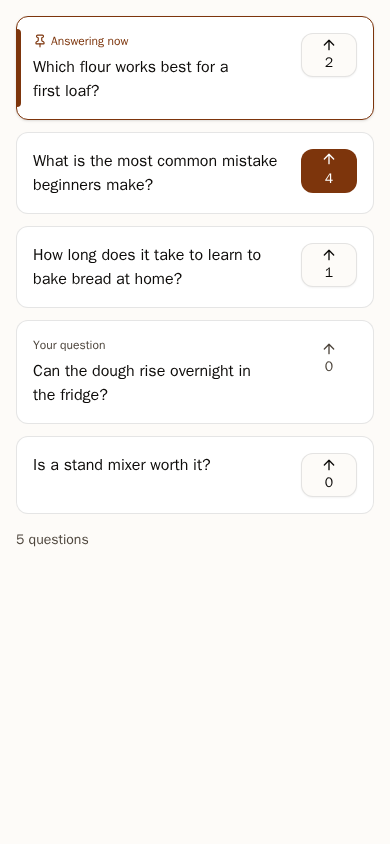 Answering now
Which flour works best for a
first loaf?
2
What is the most common mistake
beginners make?
4
How long does it take to learn to
bake bread at home?
1
Your question
Can the dough rise overnight in
the fridge?
0
Is a stand mixer worth it?
0
5 questions